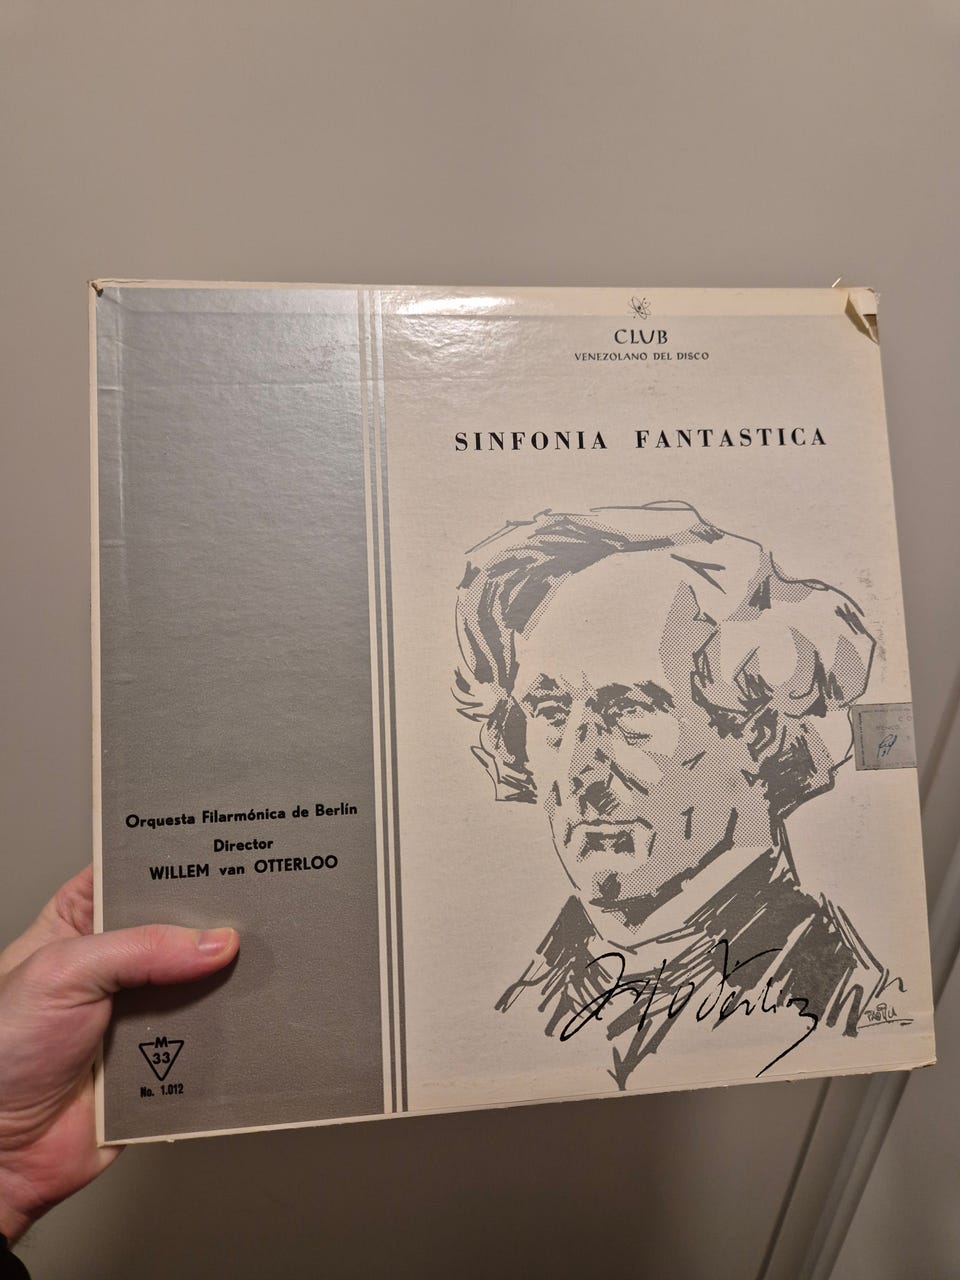 CLUB
VENEZOLANO DEL DISCO
SINFONIA FANTASTICA
Orquesta Filarmónica de Berlín
Director
WILLEM van OTTERLOO
M
33
No. 1.012